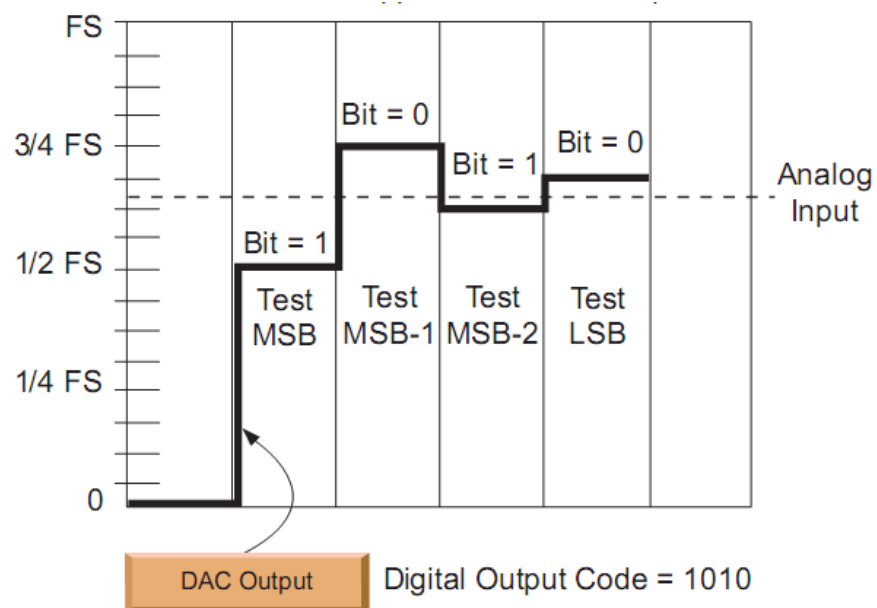 FS
Bit = 0
3/4 FS
Bit = 1
Bit = 0
Analog
Input
Bit = 1
1/2 FS
Test
MSB
Test
MSB-1
Test
MSB-2
Test
LSB
1/4 FS
0
DAC Output
Digital Output Code = 1010